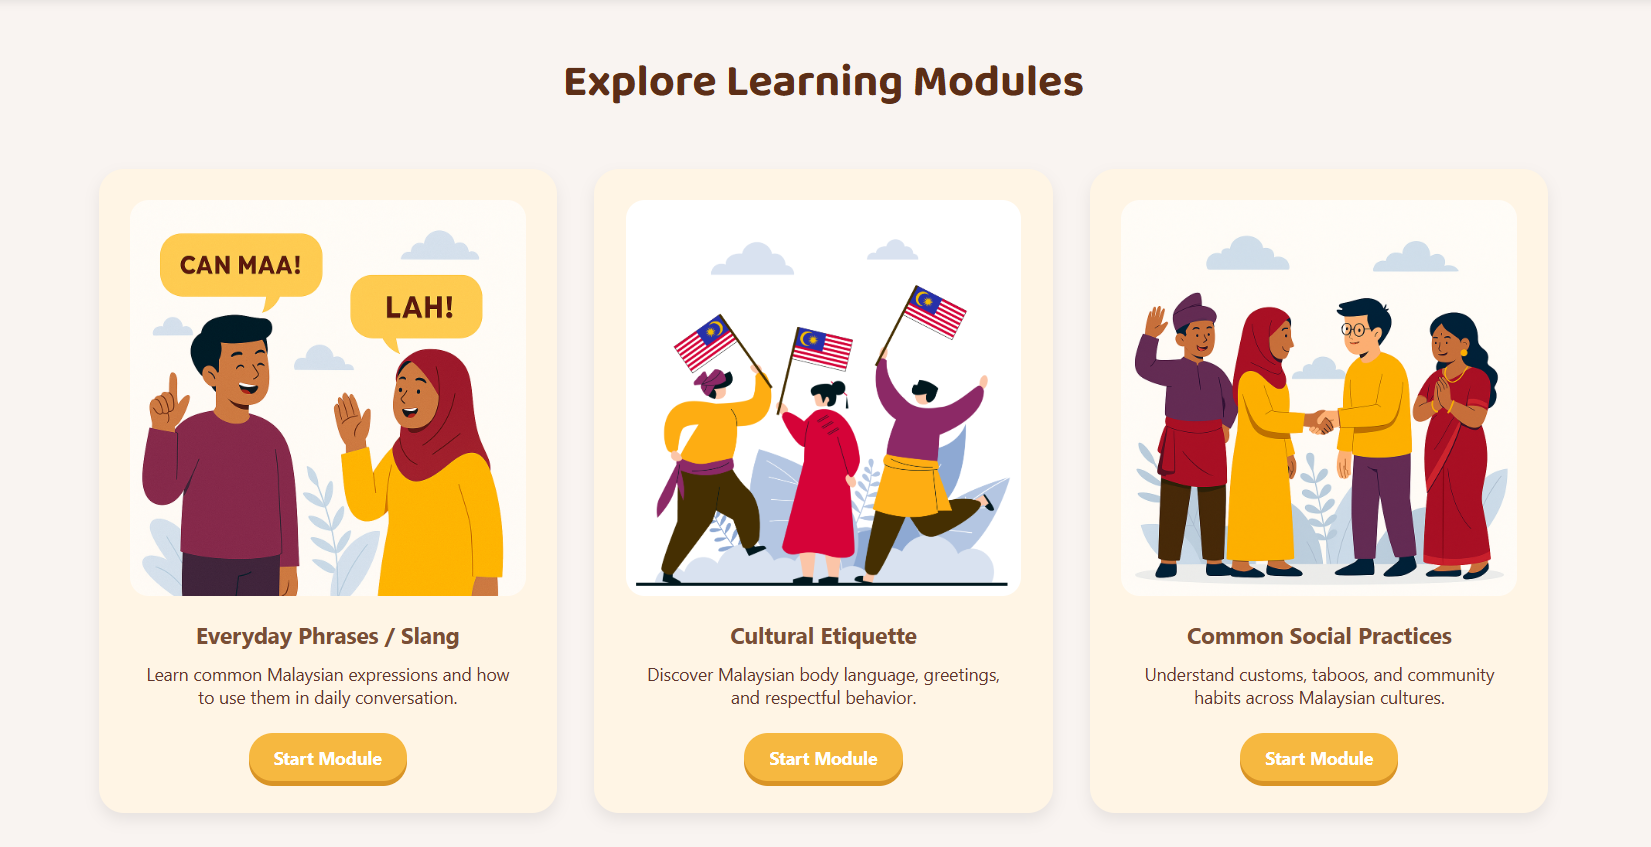 Explore Learning Modules
CAN MAA!
LAH!
Everyday Phrases / Slang
Learn common Malaysian expressions and how
to use them in daily conversation.
Start Module
Cultural Etiquette
Discover Malaysian body language, greetings,
and respectful behavior.
Start Module
Common Social Practices
Understand customs, taboos, and community
habits across Malaysian cultures.
Start Module